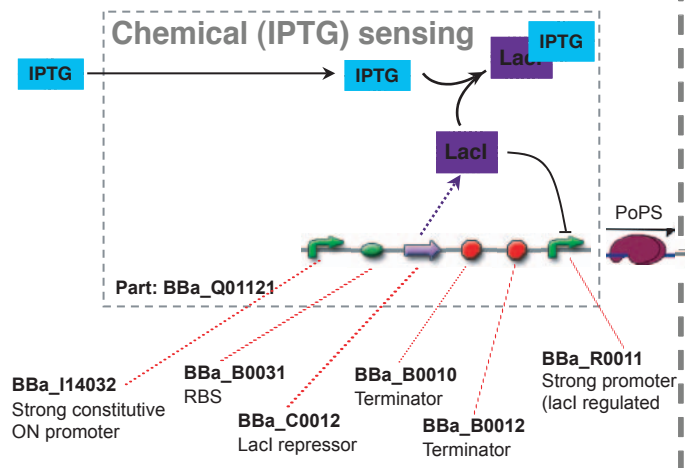 Chemical (IPTG) sensing
IPTG
IPTG
LacI
IPTG
LacI
PoPS
Part: BBa_Q01121
BBa_I14032
Strong constitutive
ON promoter
BBa_B0031
RBS
BBa_C0012
LacI repressor
BBa_B0010
Terminator
BBa_B0012
Terminator
BBa_R0011
Strong promoter
(lacI regulated